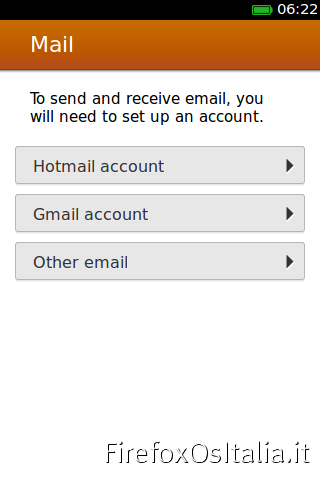 06:22
Mail
To send and receive email, you
will need to set up an account.
Hotmail account
Gmail account
Other email
FirefoxOsItalia.it